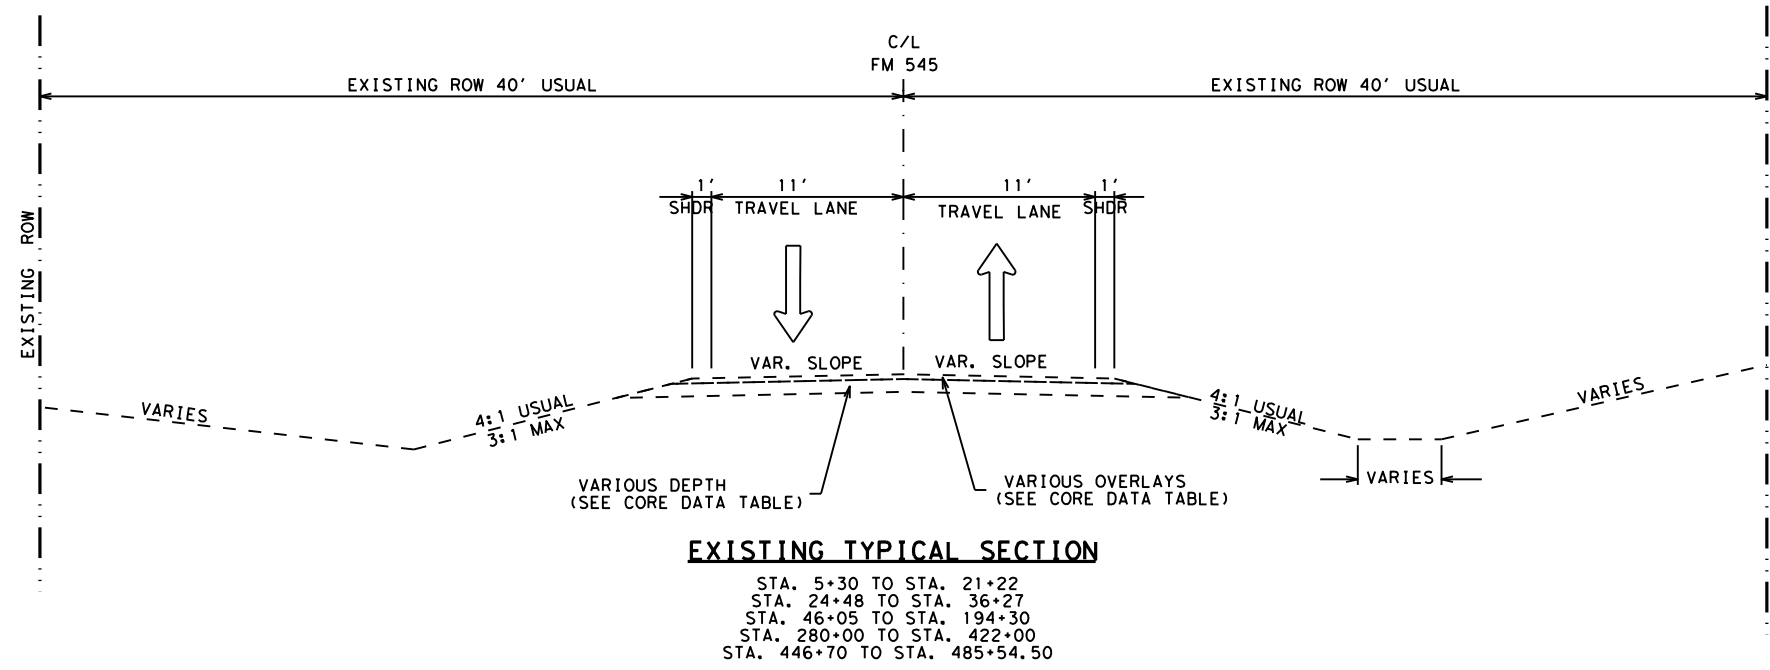 C/L
FM 545
EXISTING ROW 40' USUAL
EXISTING ROW 40' USUAL
1'
11'
11'
1'
SHDR
TRAVEL LANE
TRAVEL LANE
SHDR
EXISTING ROW
VAR. SLOPE
VAR. SLOPE
VARIES
4:1 USUAL
3:1 MAX
4:1 USUAL
3:1 MAX
VARIES
VARIES
VARIOUS DEPTH
(SEE CORE DATA TABLE)
VARIOUS OVERLAYS
(SEE CORE DATA TABLE)
EXISTING TYPICAL SECTION
STA. 5+30 TO STA. 21+22
STA. 24+48 TO STA. 36+27
STA. 46+05 TO STA. 194+30
STA. 280+00 TO STA. 422+00
STA. 446+70 TO STA. 485+54.50